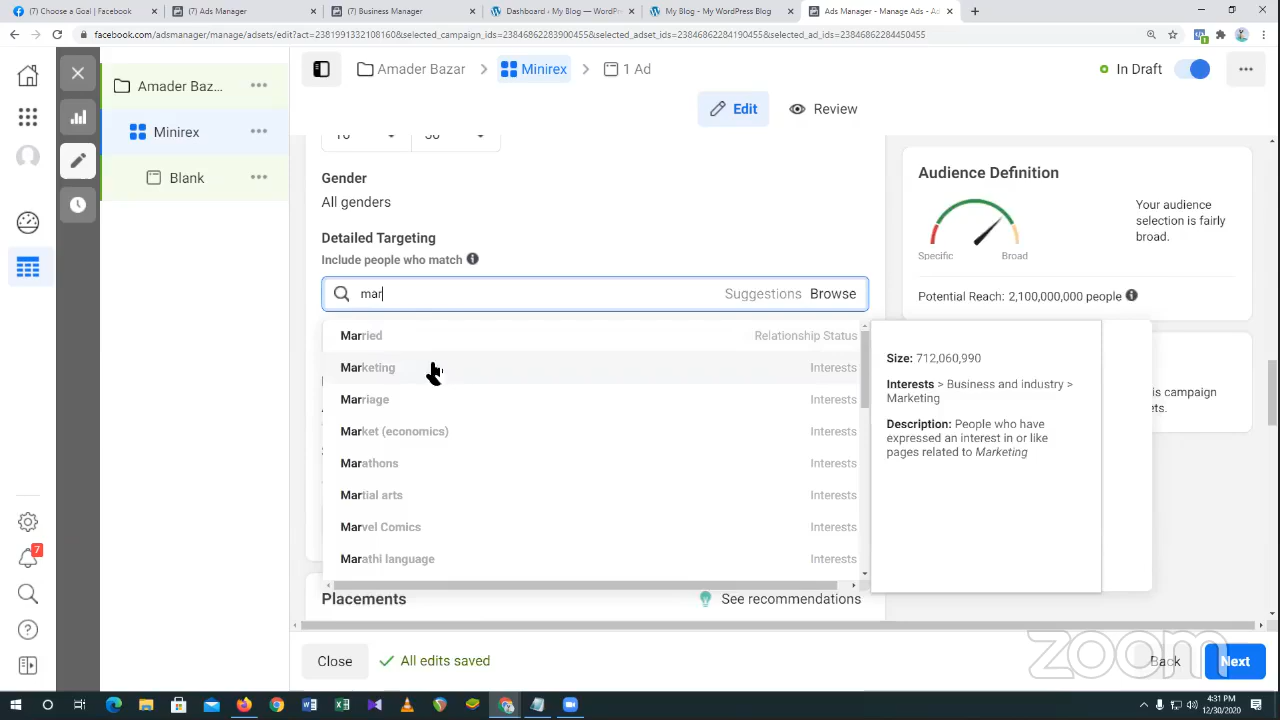 (7) Choose a Goal Facebook
(7) Ads Manager
(7) Business Manager
Dashboard ‹ My Blog — WordPr
My Blog – My WordPress Blog
Ads Manager - Manage Ads - Ad
facebook.com/adsmanager/manage/assets/edit?act=2381991332108160&selected_campaign_ids=23846862283900455&selected_adset_ids=23846862284190455&selected_ad_ids=23846862284450455
Amader Baz...
Minirex
Blank
Amader Bazar
Minirex
1 Ad
In Draft
Edit
Review
Gender
All genders
Detailed Targeting
Include people who match
mar
Suggestions
Browse
Married
Relationship Status
Marketing
Interests
Marriage
Interests
Market (economics)
Interests
Marathons
Interests
Martial arts
Interests
Marvel Comics
Interests
Marathi language
Interests
Size: 712,060,990
Interests > Business and industry >
Marketing
Description: People who have
expressed an interest in or like
pages related to Marketing
Audience Definition
Specific
Broad
Your audience
selection is fairly
broad.
Potential Reach: 2,100,000,000 people
is campaign
ts.
Placements
See recommendations
Close
All edits saved
Back
Next
zoom
7
4:31 PM
12/30/2020